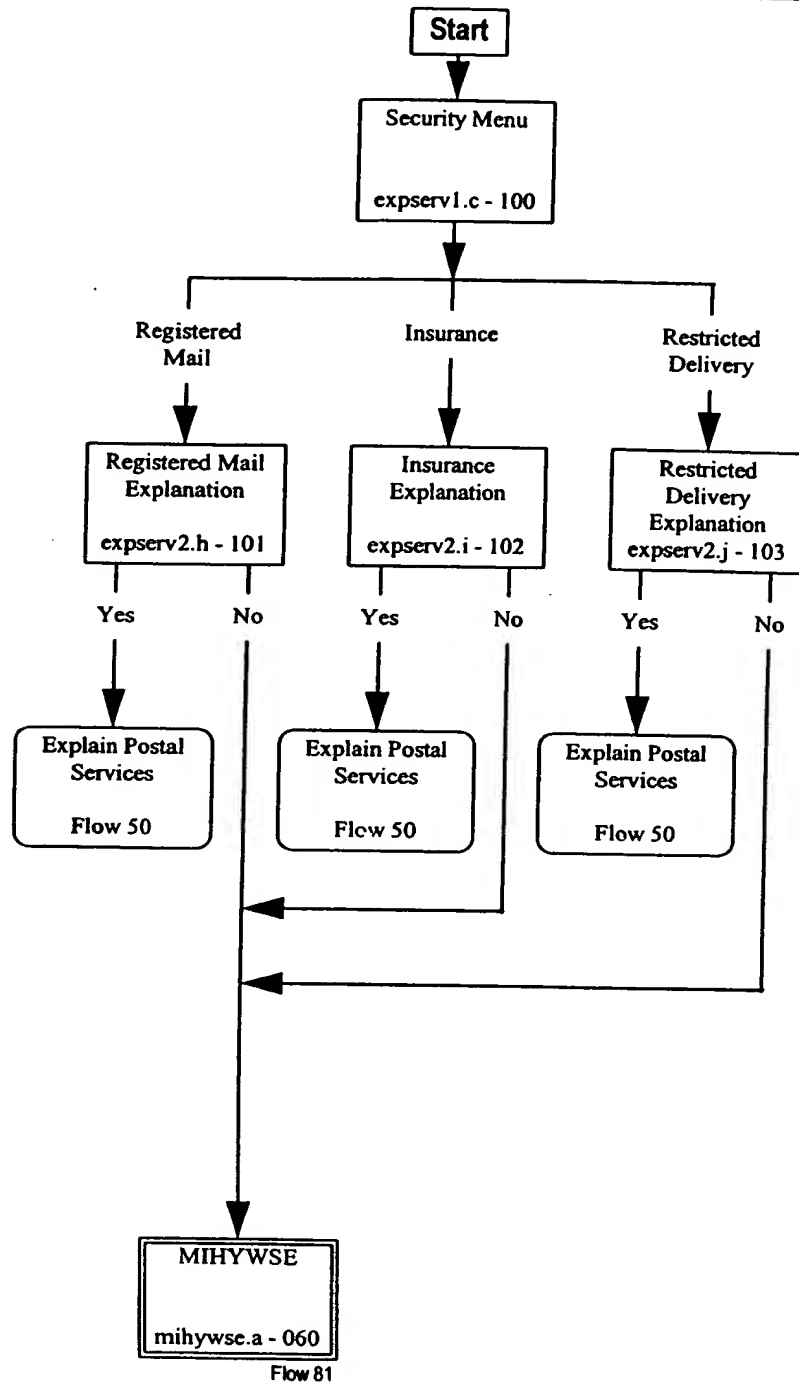 Start
Security Menu
expserv1.c - 100
Registered
Mail
Insurance
Restricted
Delivery
Registered Mail
Explanation
expserv2.h - 101
Insurance
Explanation
expserv2.i - 102
Restricted
Delivery
Explanation
expserv2.j - 103
Yes
No
Yes
No
Yes
No
Explain Postal
Services
Flow 50
Explain Postal
Services
Flow 50
Explain Postal
Services
Flow 50
MIHYWSE
mihywse.a - 060
Flow 81